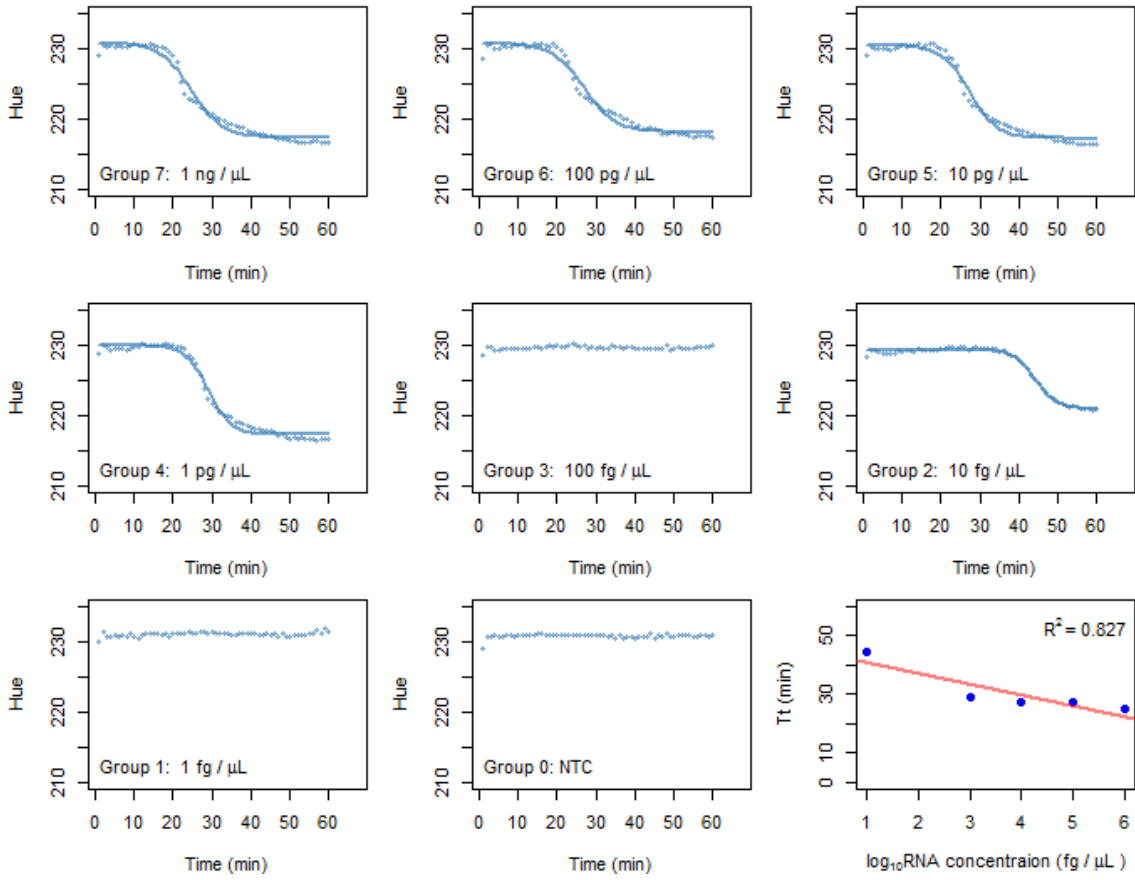 Hue
210 220 230
Group 7: 1 ng / μL
0 10 20 30 40 50 60
Time (min)
Hue
210 220 230
Group 6: 100 pg / μL
0 10 20 30 40 50 60
Time (min)
Hue
210 220 230
Group 5: 10 pg / μL
0 10 20 30 40 50 60
Time (min)
Hue
210 220 230
Group 4: 1 pg / μL
0 10 20 30 40 50 60
Time (min)
Hue
210 220 230
Group 3: 100 fg / μL
0 10 20 30 40 50 60
Time (min)
Hue
210 220 230
Group 2: 10 fg / μL
0 10 20 30 40 50 60
Time (min)
Hue
210 220 230
Group 1: 1 fg / μL
0 10 20 30 40 50 60
Time (min)
Hue
210 220 230
Group 0: NTC
0 10 20 30 40 50 60
Time (min)
Tt (min)
0 10 30 50
R² = 0.827
1 2 3 4 5 6
log₁₀RNA concentraion (fg / μL )